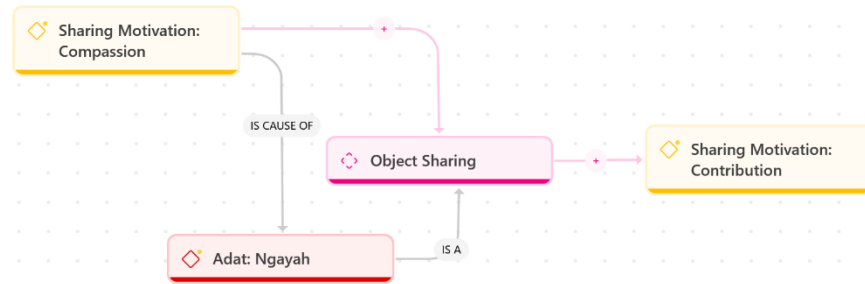 Sharing Motivation:
Compassion
+
IS CAUSE OF
Object Sharing
+
Sharing Motivation:
Contribution
Adat: Ngayah
IS A